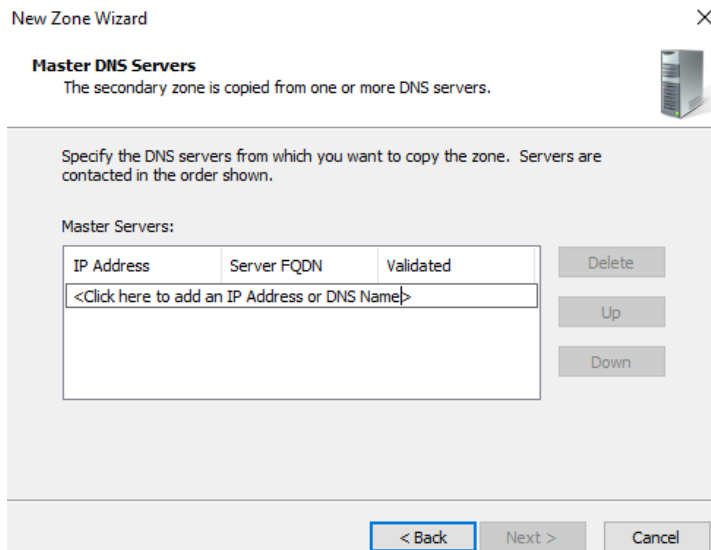 New Zone Wizard
Master DNS Servers
The secondary zone is copied from one or more DNS servers.
Specify the DNS servers from which you want to copy the zone.  Servers are
contacted in the order shown.
Master Servers:
IP Address Server FQDN Validated
<Click here to add an IP Address or DNS Name>
Delete
Up
Down
< Back Next > Cancel